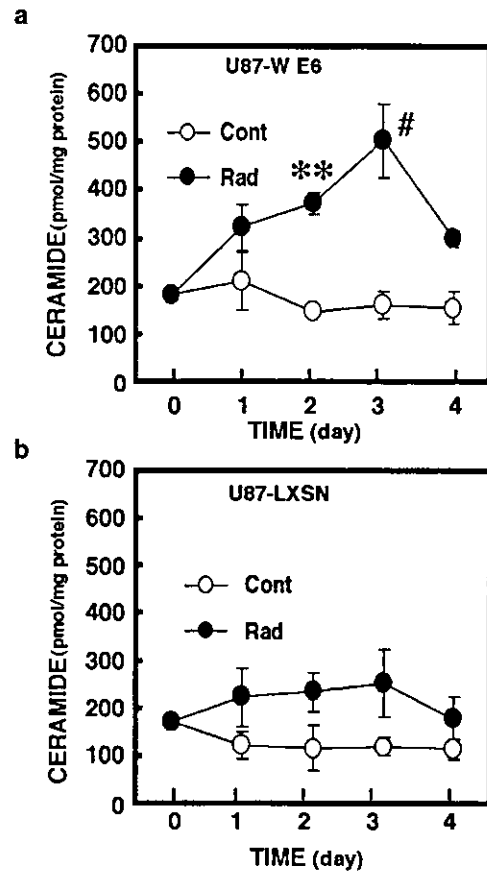 a
700
U87-W E6
600
Cont
#
500
Rad
**
400
300
200
100
0
CERAMIDE(pmol/mg protein)
0 1 2 3 4
TIME (day)
b
700
U87-LXSN
600
500
Cont
400
Rad
300
200
100
0
CERAMIDE(pmol/mg protein)
0 1 2 3 4
TIME (day)